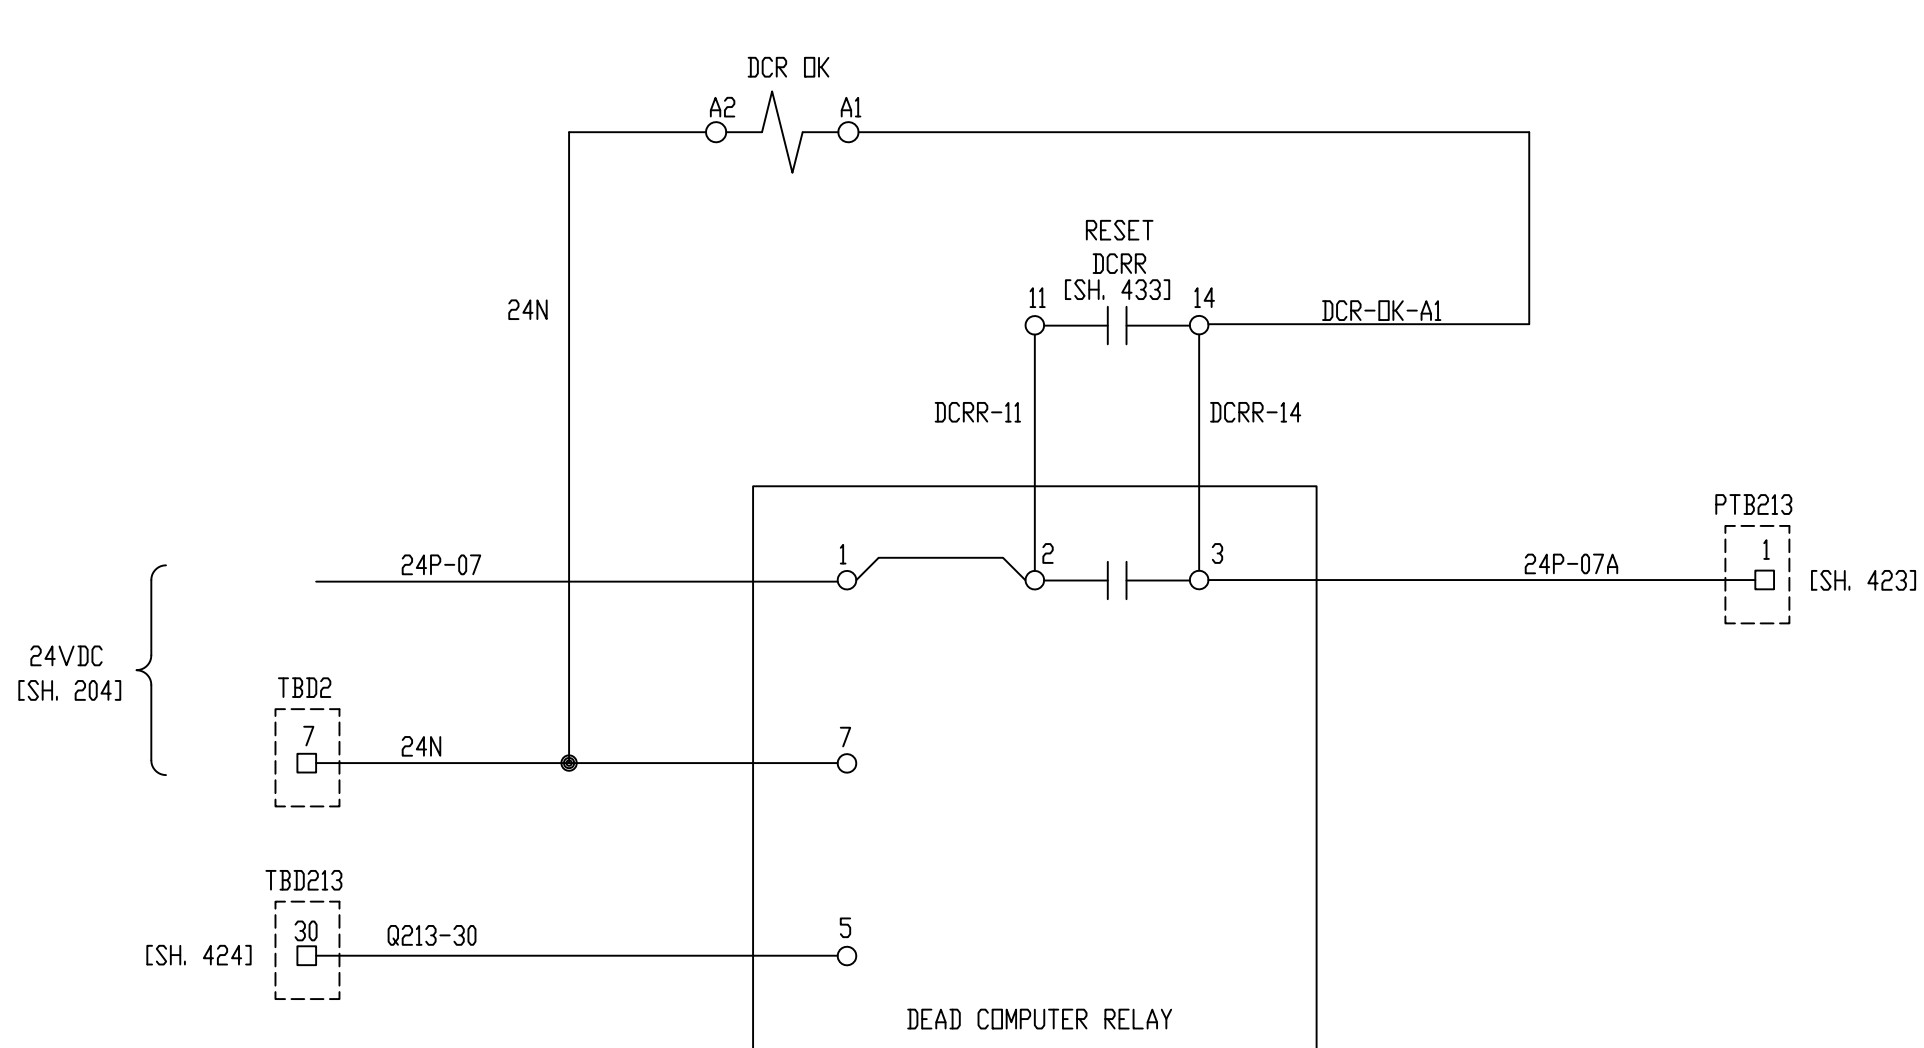 DCR OK
A2
A1
RESET
DCRR
[SH. 433]
11
14
24N
DCR-OK-A1
DCRR-11
DCRR-14
PTB213
1
2
3
1
24P-07
24P-07A
[SH. 423]
24VDC
[SH. 204]
TBD2
7
24N
7
TBD213
30
Q213-30
5
[SH. 424]
DEAD COMPUTER RELAY